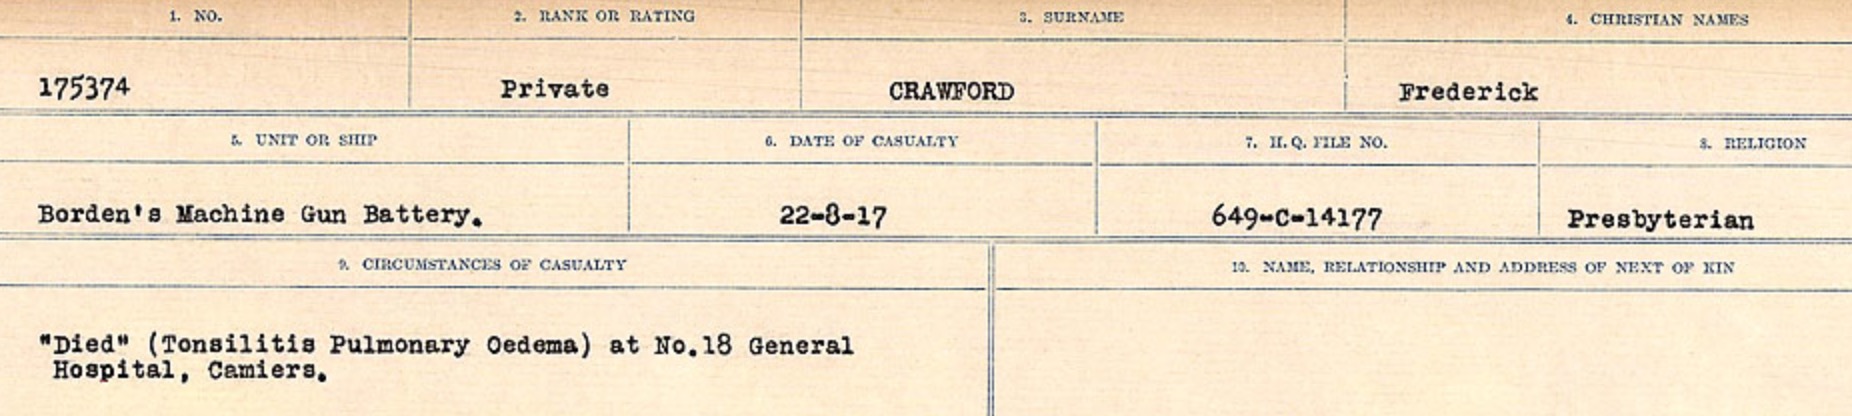 1. NO. 2. RANK OR RATING 3. SURNAME 4. CHRISTIAN NAMES
175374 Private CRAWFORD Frederick
5. UNIT OR SHIP 6. DATE OF CASUALTY 7. H. Q. FILE NO. 8. RELIGION
Borden's Machine Gun Battery. 22-8-17 649-C-14177 Presbyterian
9. CIRCUMSTANCES OF CASUALTY 10. NAME, RELATIONSHIP AND ADDRESS OF NEXT OF KIN
"Died" (Tonsilitis Pulmonary Oedema) at No.18 General
Hospital, Camiers.